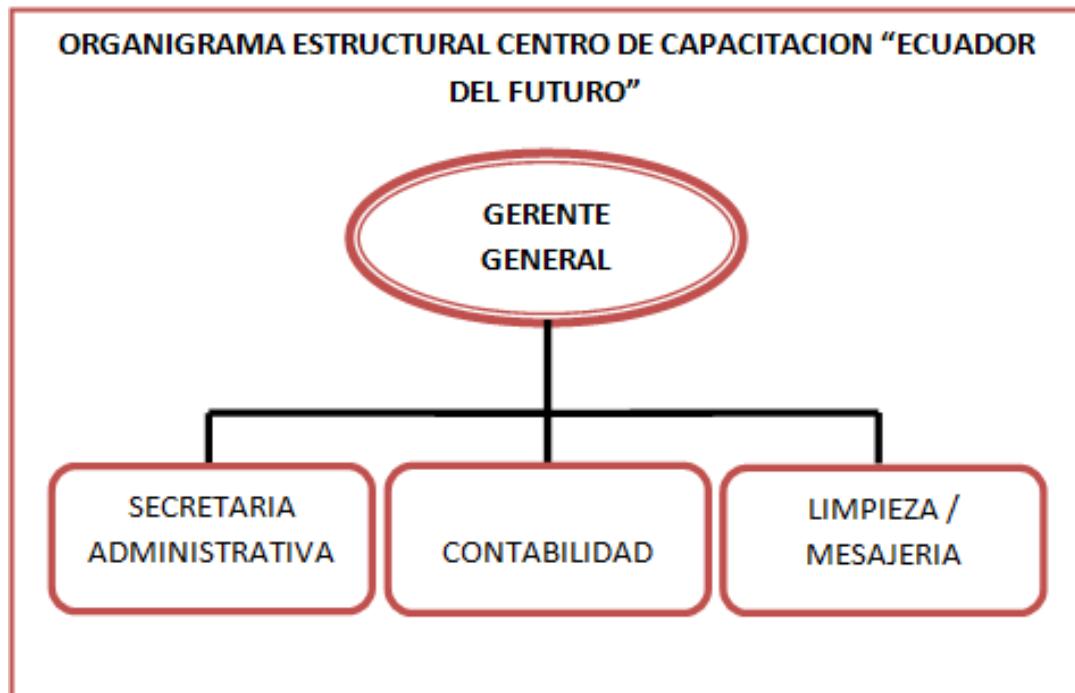 ORGANIGRAMA ESTRUCTURAL CENTRO DE CAPACITACION “ECUADOR
DEL FUTURO”
GERENTE
GENERAL
SECRETARIA
ADMINISTRATIVA
CONTABILIDAD
LIMPIEZA /
MESAJERIA